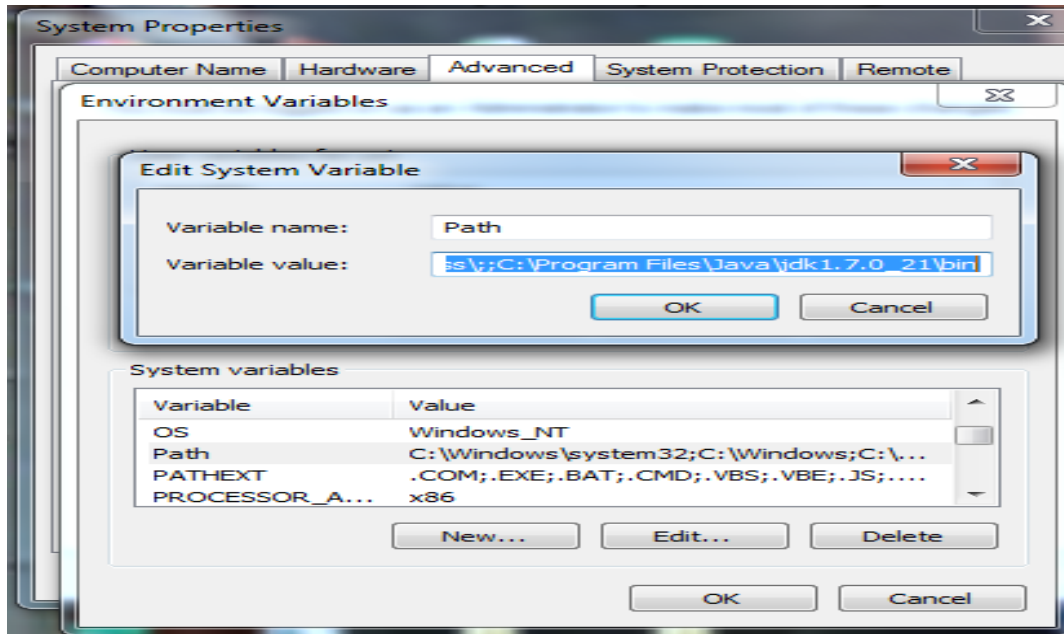 System Properties
Computer Name Hardware Advanced System Protection Remote
Environment Variables
Edit System Variable
Variable name: Path
Variable value: ss\;;C:\Program Files\Java\jdk1.7.0_21\bin
OK Cancel
System variables
Variable Value
OS Windows_NT
Path C:\Windows\system32;C:\Windows;C:\...
PATHEXT .COM;.EXE;.BAT;.CMD;.VBS;.VBE;.JS;....
PROCESSOR_A... x86
New... Edit... Delete
OK Cancel